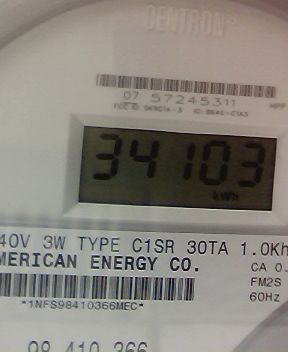 CENTRON®
07 57245311
34103
kWh
40V 3W TYPE C1SR 30TA 1.0Kh
MERICAN ENERGY CO.
CA 0.
FM2S
60Hz
*1NFS98410366MEC*
98 410 366